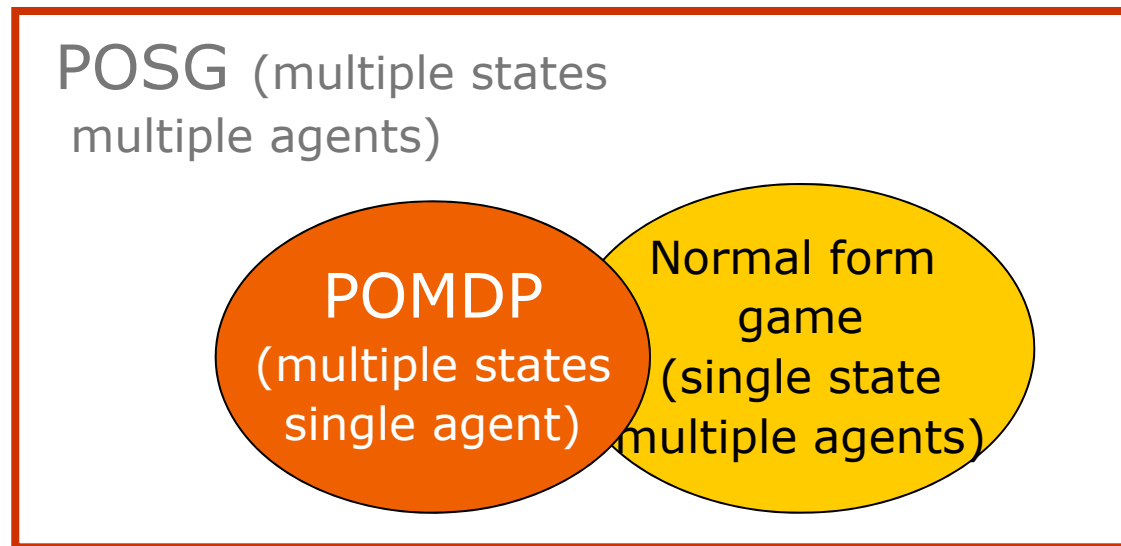 POSG (multiple states
multiple agents)
POMDP
(multiple states
single agent)
Normal form
game
(single state
multiple agents)